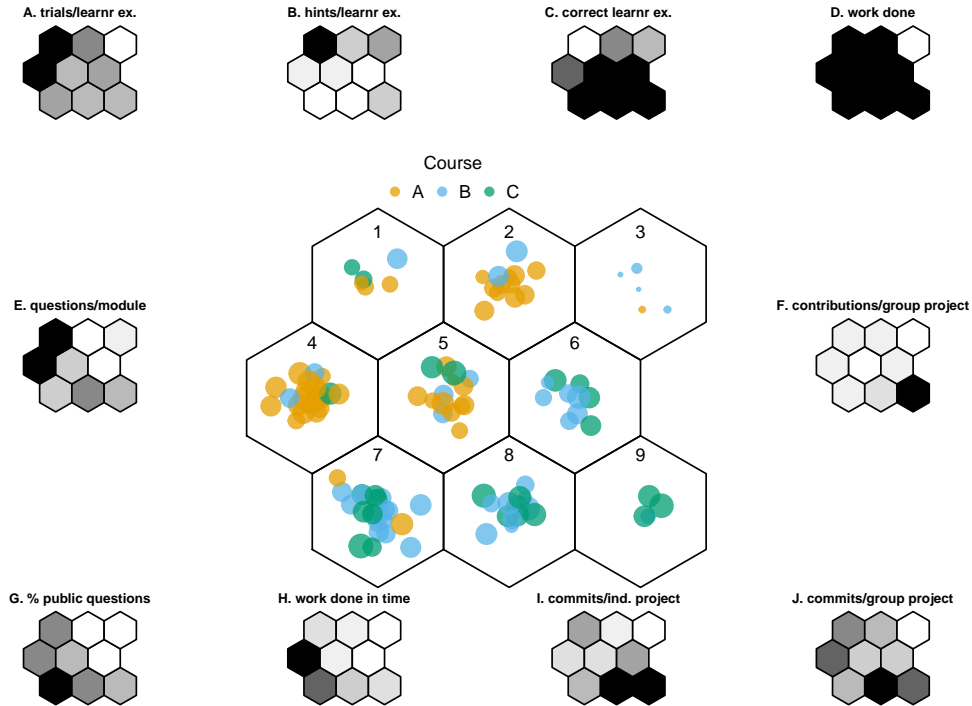 A. trials/learnr ex.
B. hints/learnr ex.
C. correct learnr ex.
D. work done
Course
A B C
1 2 3
E. questions/module
F. contributions/group project
4 5 6
7 8 9
G. % public questions
H. work done in time
I. commits/ind. project
J. commits/group project